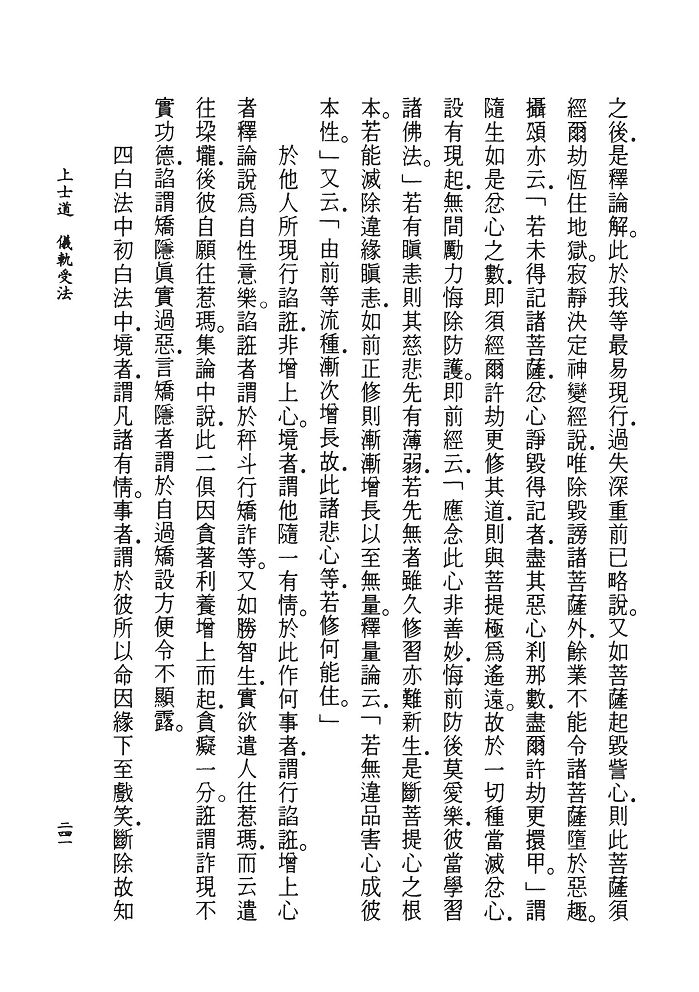 之後．是釋論解。此於我等最易現行．過失深重前已略說。又如菩薩起毀訾心．則此菩薩須
經爾劫恆住地獄。寂靜決定神變經說．唯除毀謗諸菩薩外．餘業不能令諸菩薩墮於惡趣。
攝頌亦云．「若未得記諸菩薩．忿心諍毀得記者．盡其惡心剎那數．盡爾許劫更擐甲。」謂
隨生如是忿心之數．即須經爾許劫更修其道．則與菩提極爲遙遠。故於一切種當滅忿心．
設有現起．無間勵力悔除防護。即前經云．「應念此心非善妙．悔前防後莫愛樂．彼當學習
諸佛法。」若有瞋恚則其慈悲先有薄弱．若先無者雖久修習亦難新生．是斷菩提心之根
本。若能滅除違緣瞋恚．如前正修則漸漸增長以至無量。釋量論云．「若無違品害心成彼
本性。」又云．「由前等流種．漸次增長故．此諸悲心等．若修何能住。」
於他人所現行諂誑．非增上心。境者．謂他隨一有情。於此作何事者．謂行諂誑。增上心
者釋論說爲自性意樂。諂誑者謂於秤斗行矯詐等。又如勝智生．實欲遣人往惹瑪．而云遣
往垜壠．後彼自願往惹瑪。集論中說．此二俱因貪著利養增上而起．貪癡一分。誑謂詐現不
實功德．諂謂矯隱眞實過惡．言矯隱者謂於自過矯設方便令不顯露。
四白法中初白法中．境者．謂凡諸有情。事者．謂於彼所以命因緣下至戲笑．斷除故知
上士道　儀軌受法
二四一